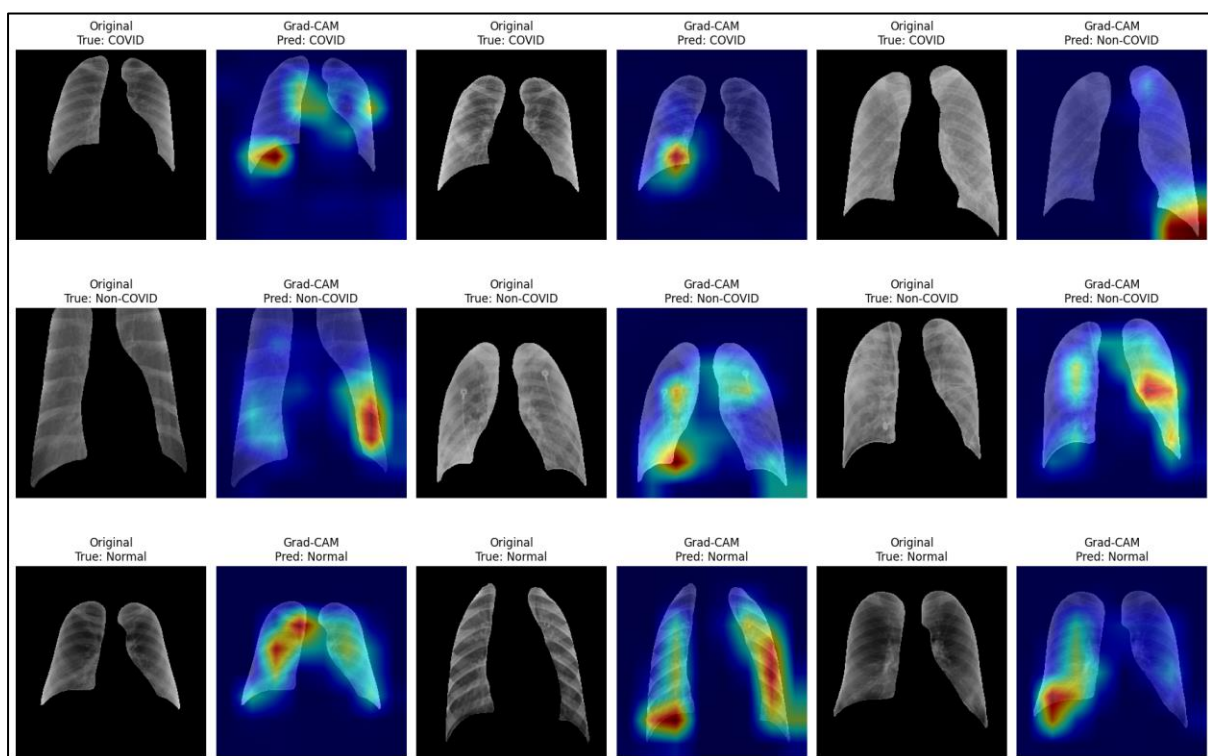 Original
True: COVID
Grad-CAM
Pred: COVID
Original
True: COVID
Grad-CAM
Pred: COVID
Original
True: COVID
Grad-CAM
Pred: Non-COVID
Original
True: Non-COVID
Grad-CAM
Pred: Non-COVID
Original
True: Non-COVID
Grad-CAM
Pred: Non-COVID
Original
True: Non-COVID
Grad-CAM
Pred: Non-COVID
Original
True: Normal
Grad-CAM
Pred: Normal
Original
True: Normal
Grad-CAM
Pred: Normal
Original
True: Normal
Grad-CAM
Pred: Normal